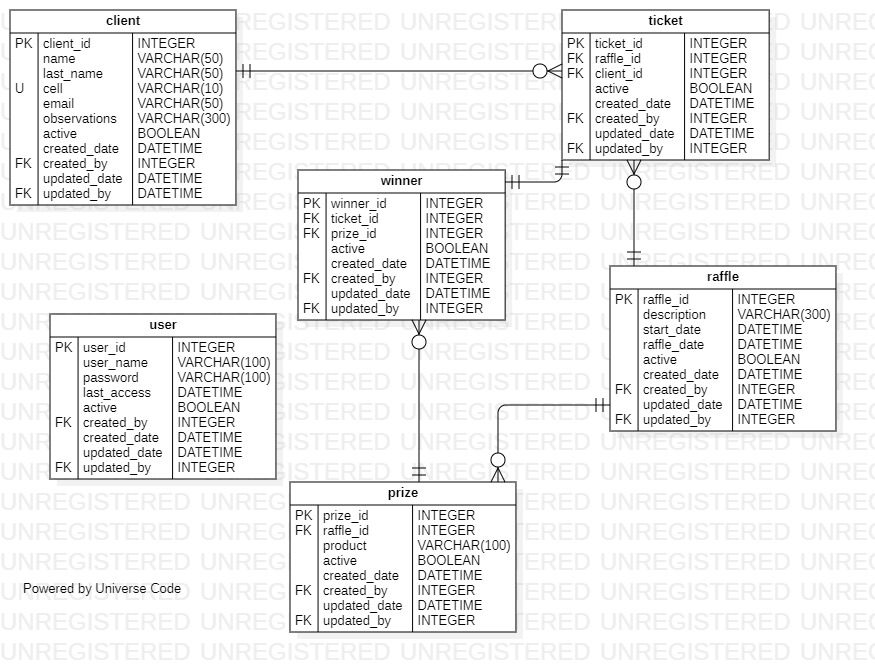 client
PK client_id INTEGER
name VARCHAR(50)
last_name VARCHAR(50)
U cell VARCHAR(10)
email VARCHAR(50)
observations VARCHAR(300)
active BOOLEAN
created_date DATETIME
FK created_by INTEGER
updated_date DATETIME
FK updated_by DATETIME
ticket
PK ticket_id INTEGER
FK raffle_id INTEGER
FK client_id INTEGER
active BOOLEAN
created_date DATETIME
FK created_by INTEGER
updated_date DATETIME
FK updated_by INTEGER
winner
PK winner_id INTEGER
FK ticket_id INTEGER
FK prize_id INTEGER
active BOOLEAN
created_date DATETIME
FK created_by INTEGER
updated_date DATETIME
FK updated_by INTEGER
raffle
PK raffle_id INTEGER
description VARCHAR(300)
start_date DATETIME
raffle_date DATETIME
active BOOLEAN
created_date DATETIME
FK created_by INTEGER
updated_date DATETIME
FK updated_by INTEGER
user
PK user_id INTEGER
user_name VARCHAR(100)
password VARCHAR(100)
last_access DATETIME
active BOOLEAN
FK created_by INTEGER
created_date DATETIME
updated_date DATETIME
FK updated_by INTEGER
prize
PK prize_id INTEGER
FK raffle_id INTEGER
product VARCHAR(100)
active BOOLEAN
created_date DATETIME
FK created_by INTEGER
updated_date DATETIME
FK updated_by INTEGER
Powered by Universe Code
UNREGISTERED